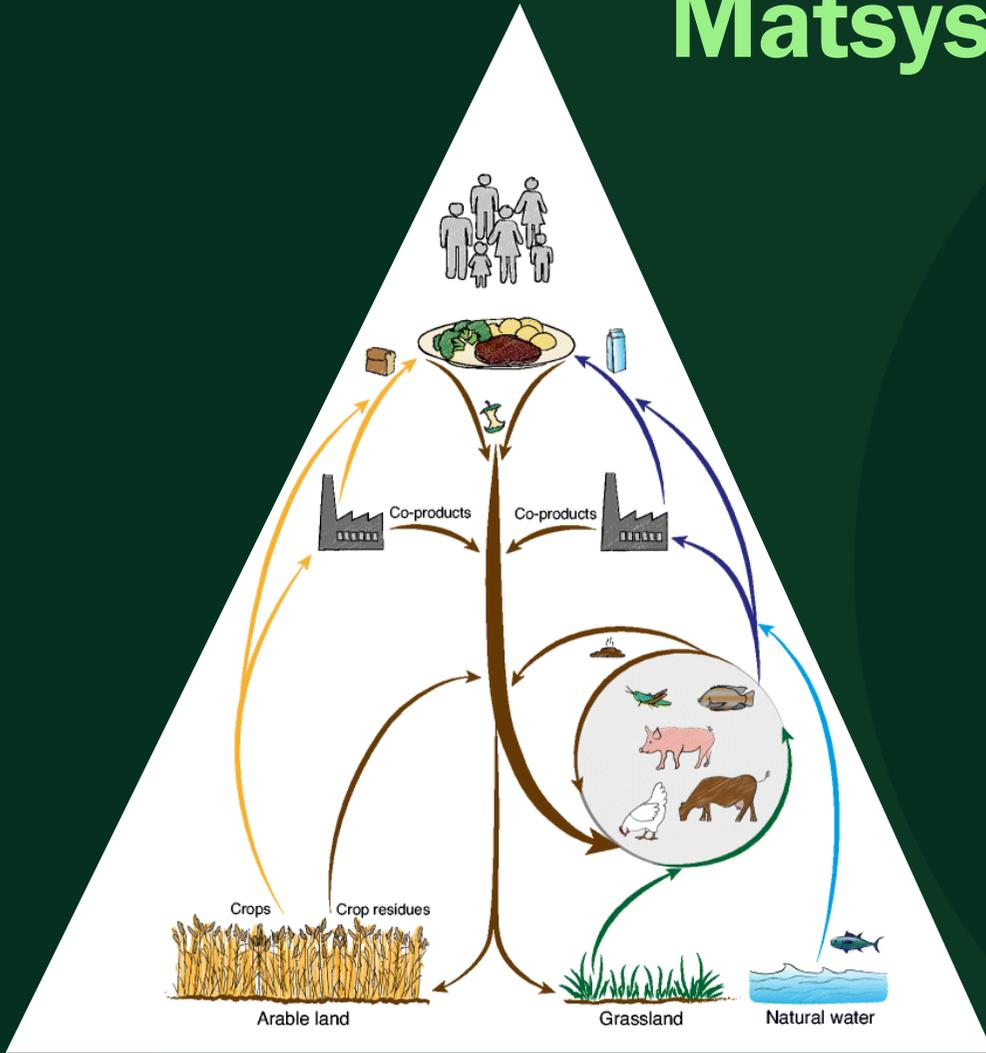 Matsys
Co-products
Co-products
Crops
Crop residues
Arable land
Grassland
Natural water